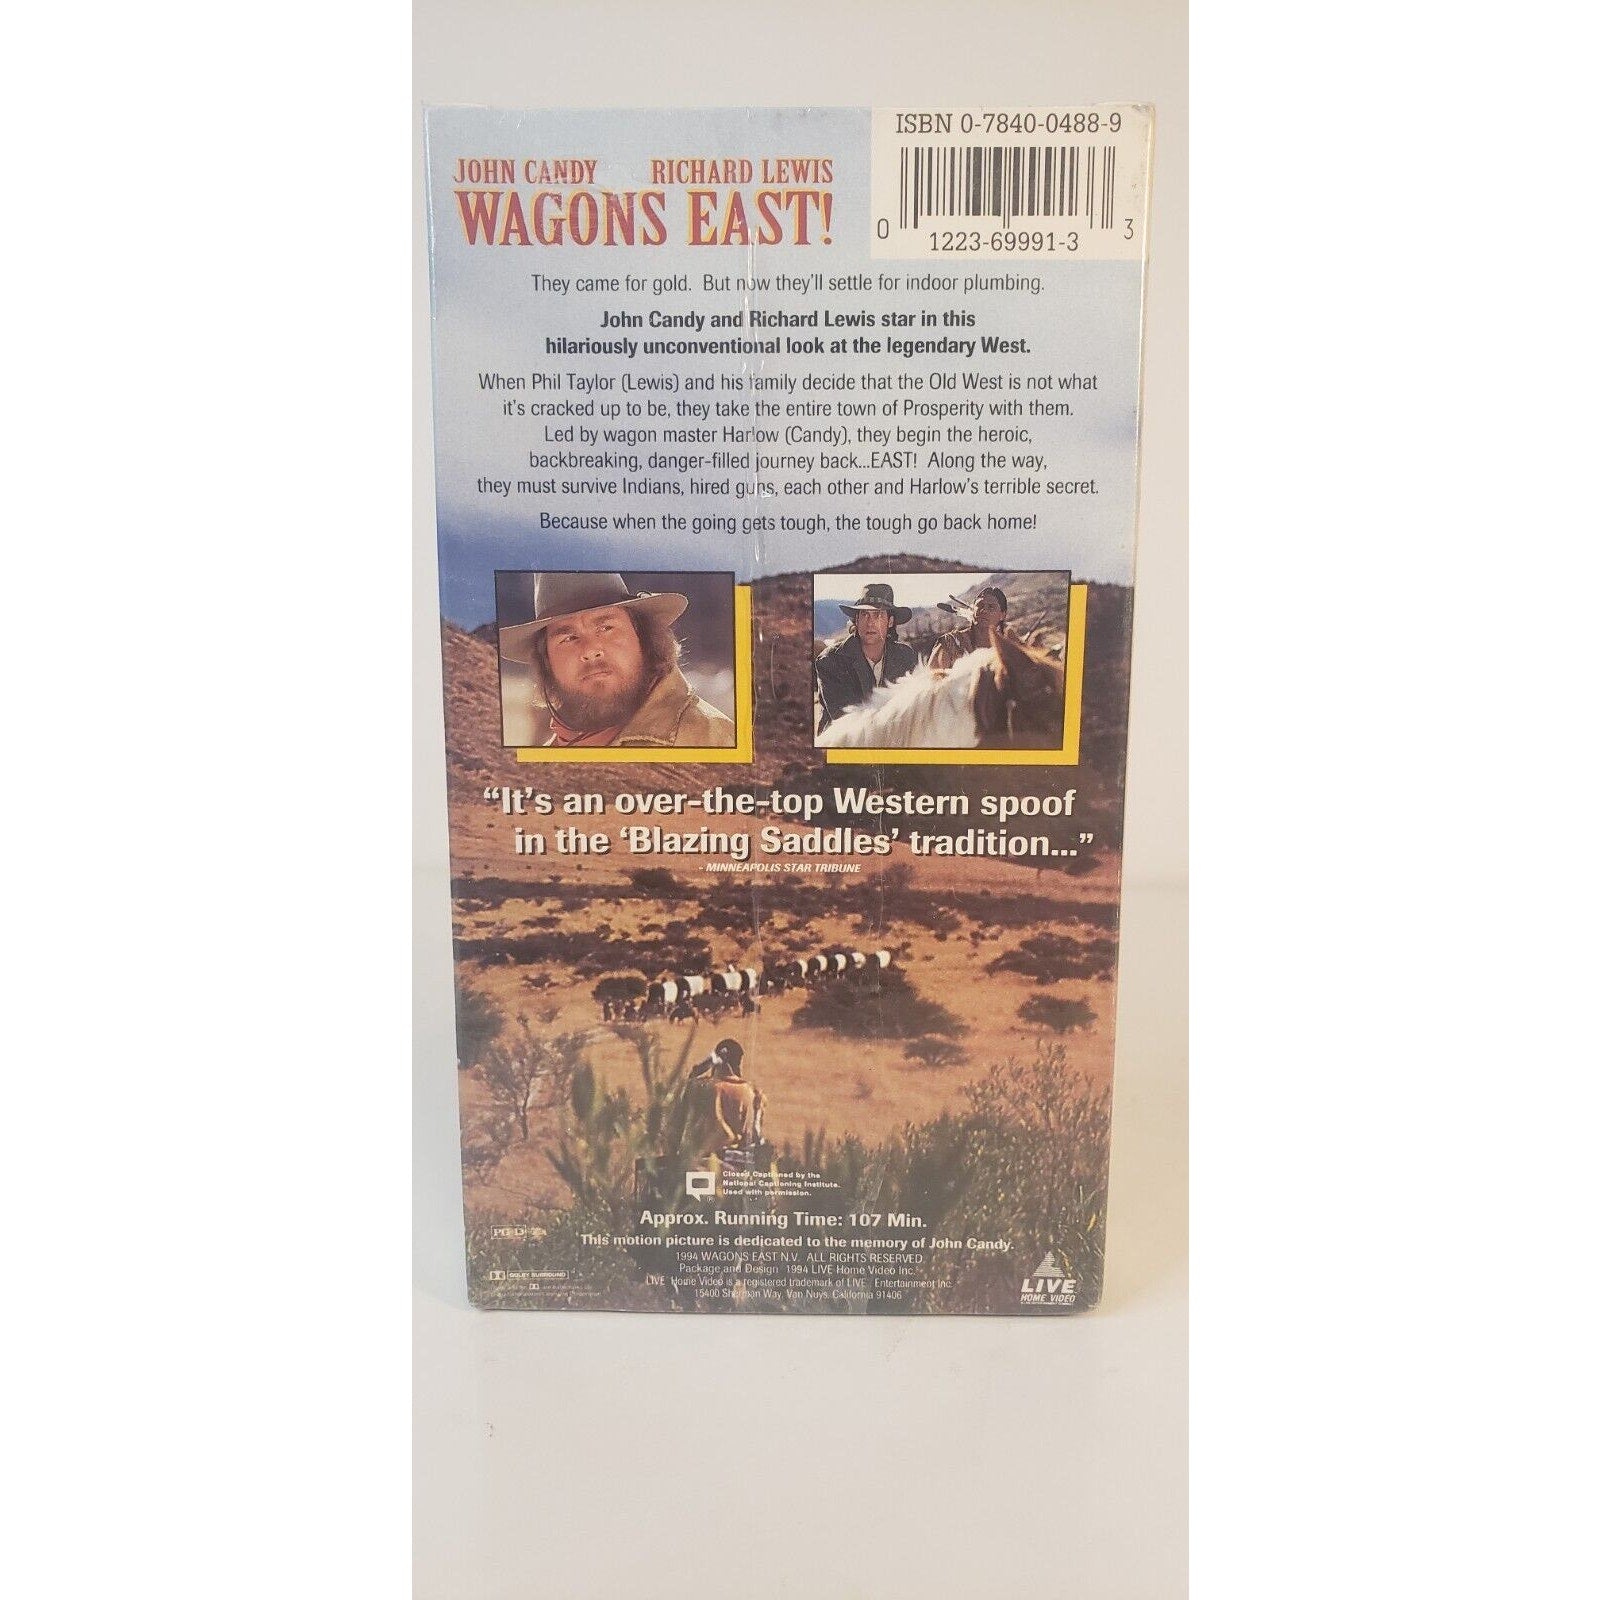 ISBN 0-7840-0488-9
JOHN CANDY RICHARD LEWIS
WAGONS EAST!
0 1223-69991-3 3
They came for gold. But now they'll settle for indoor plumbing.
John Candy and Richard Lewis star in this
hilariously unconventional look at the legendary West.
When Phil Taylor (Lewis) and his family decide that the Old West is not what
it's cracked up to be, they take the entire town of Prosperity with them.
Led by wagon master Harlow (Candy), they begin the heroic,
backbreaking, danger-filled journey back...EAST! Along the way,
they must survive Indians, hired guns, each other and Harlow's terrible secret.
Because when the going gets tough, the tough go back home!
"It's an over-the-top Western spoof
in the 'Blazing Saddles' tradition..."
- MINNEAPOLIS STAR TRIBUNE
Closed Captioned by the
National Captioning Institute.
Used with permission.
Approx. Running Time: 107 Min.
PG-13
This motion picture is dedicated to the memory of John Candy.
1994 WAGONS EAST N.V. ALL RIGHTS RESERVED
Package and Design 1994 LIVE Home Video Inc.
LIVE Home Video is a registered trademark of LIVE Entertainment Inc.
15400 Sherman Way, Van Nuys, California 91406
DOLBY SURROUND
LIVE
HOME VIDEO